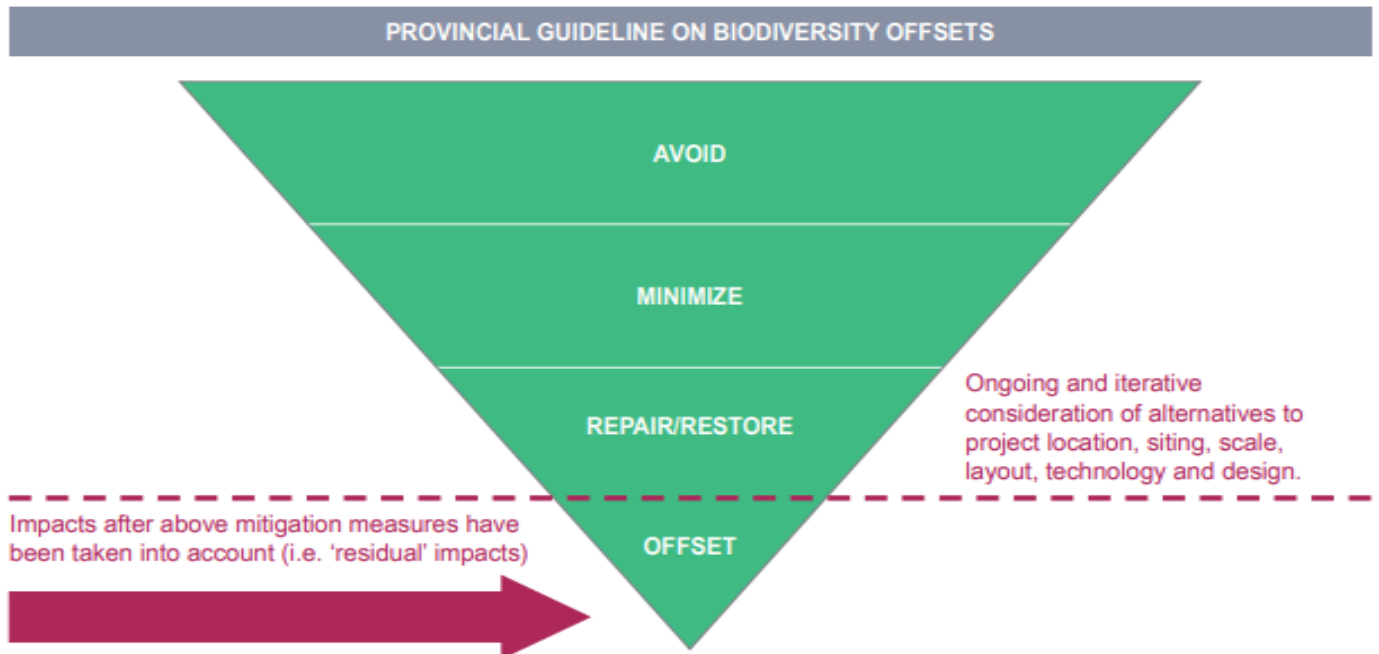 PROVINCIAL GUIDELINE ON BIODIVERSITY OFFSETS
AVOID
MINIMIZE
REPAIR/RESTORE
Ongoing and iterative
consideration of alternatives to
project location, siting, scale,
layout, technology and design.
Impacts after above mitigation measures have
been taken into account (i.e. ‘residual’ impacts)
OFFSET